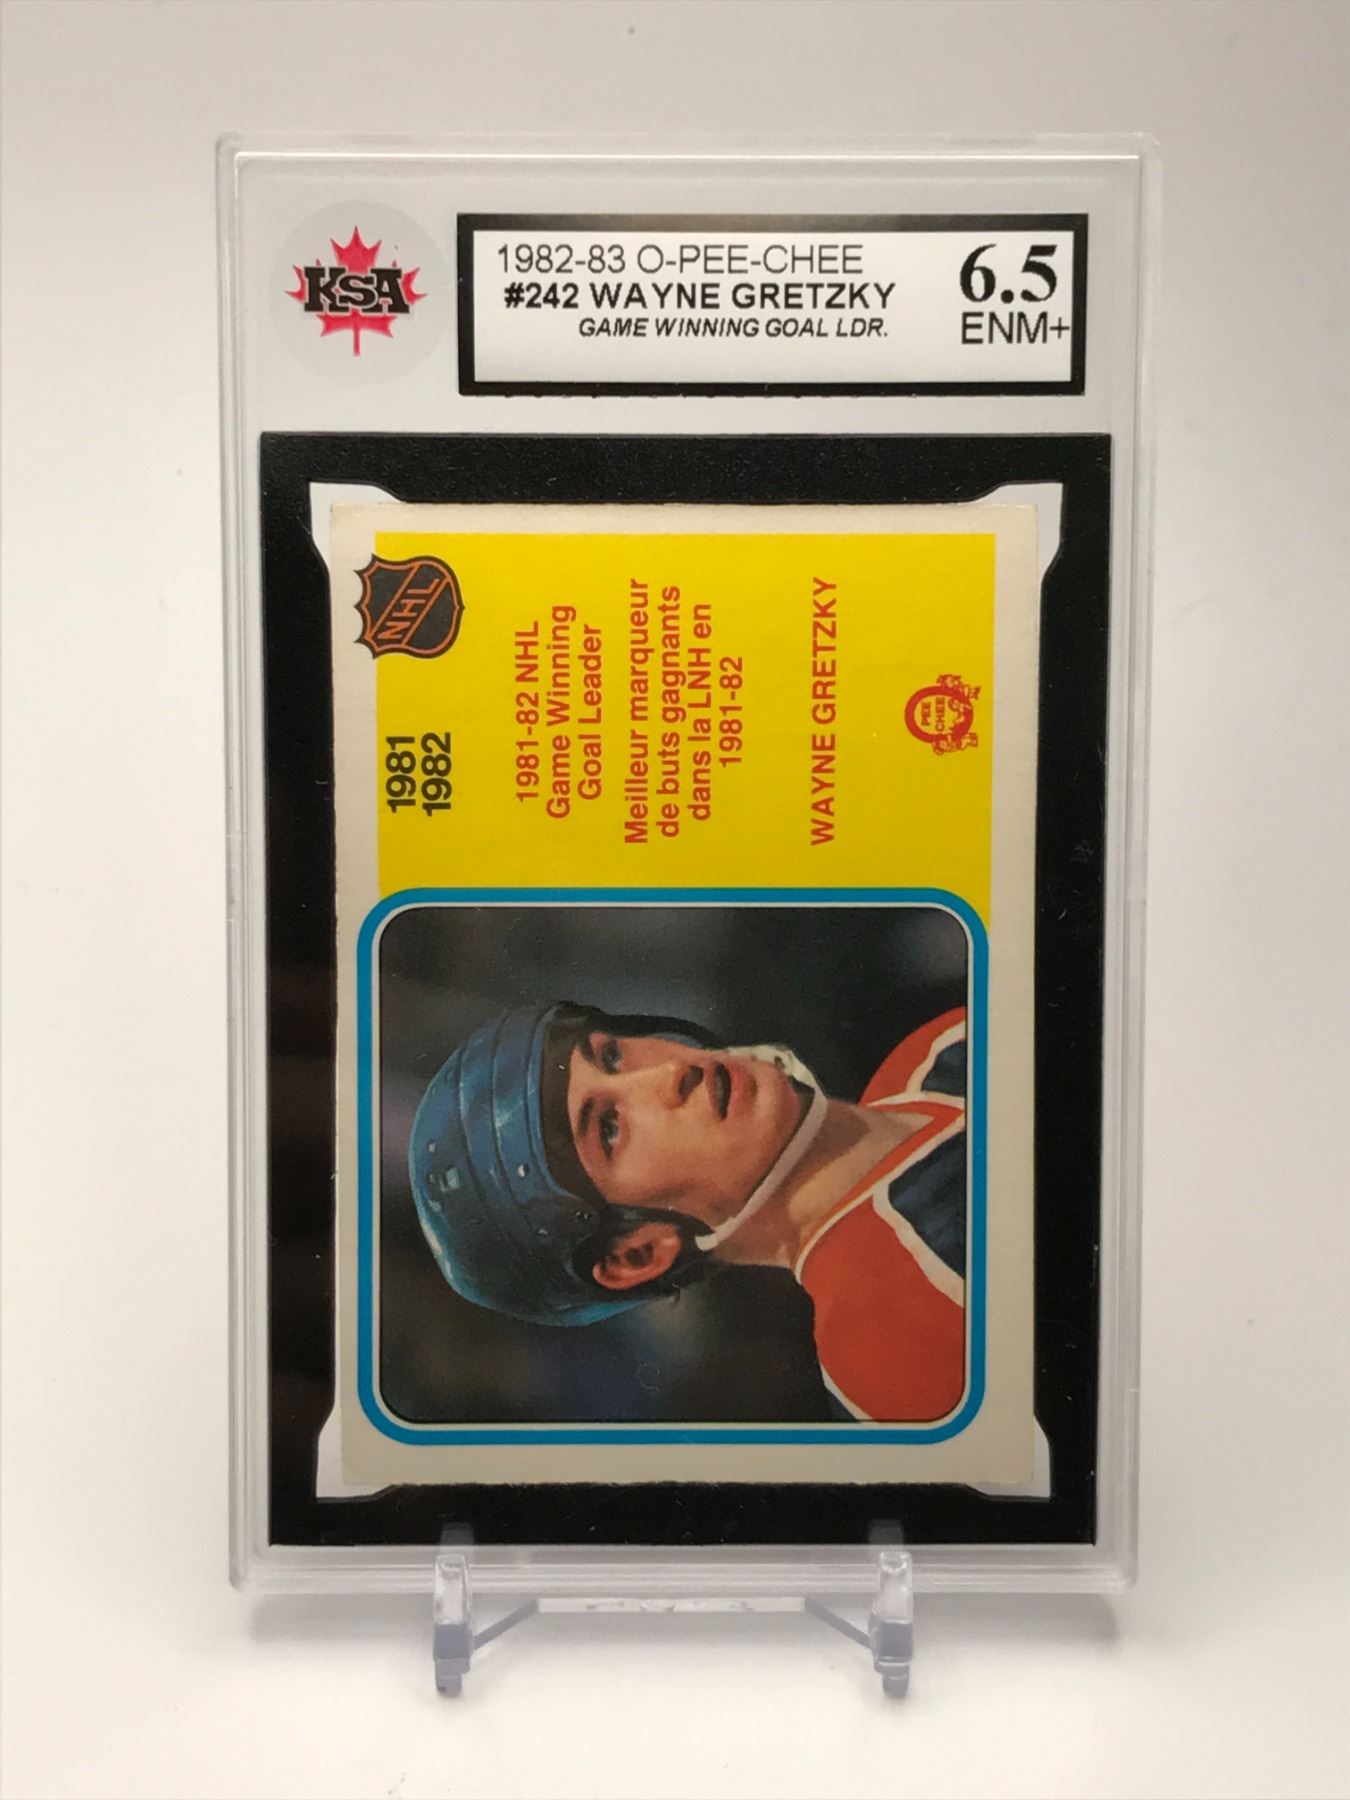 KSA
1982-83 O-PEE-CHEE
#242 WAYNE GRETZKY
GAME WINNING GOAL LDR.
6.5
ENM+
NHL
1981
1982
1981-82 NHL
Game Winning
Goal Leader
Meilleur marqueur
de buts gagnants
dans la LNH en
1981-82
WAYNE GRETZKY
O
PEE
CHEE